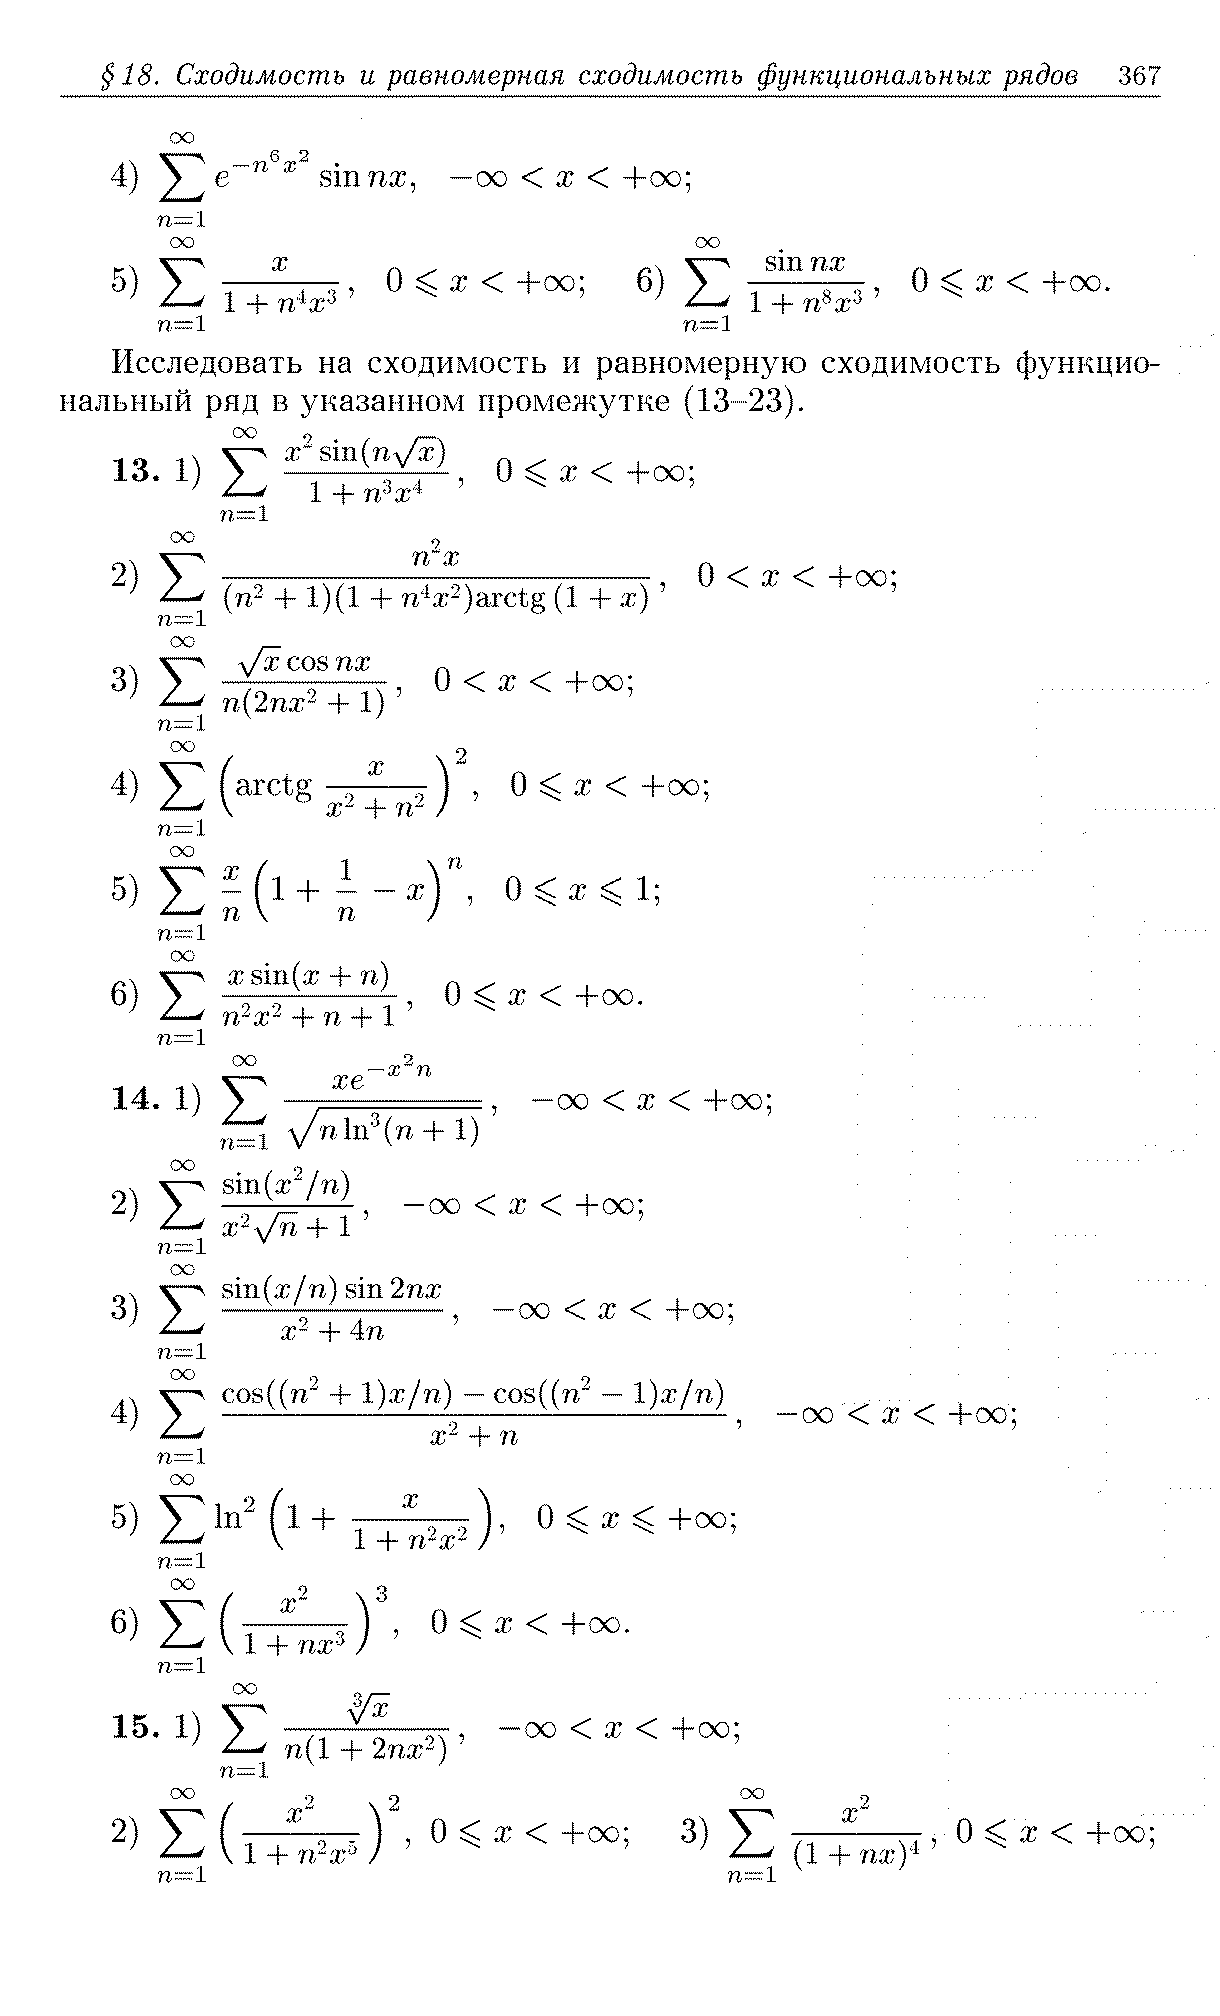 § 18. Сходимость и равномерная сходимость функциональных рядов 367
4) $\sum_{n=1}^{\infty} e^{-n^6x^2} \sin nx, \quad -\infty < x < +\infty;$
5) $\sum_{n=1}^{\infty} \frac{x}{1+n^4x^3}, \quad 0 \leqslant x < +\infty;$ 6) $\sum_{n=1}^{\infty} \frac{\sin nx}{1+n^8x^3}, \quad 0 \leqslant x < +\infty.$
Исследовать на сходимость и равномерную сходимость функцио-
нальный ряд в указанном промежутке (13–23).
13. 1) $\sum_{n=1}^{\infty} \frac{x^2 \sin(n\sqrt{x})}{1+n^3x^4}, \quad 0 \leqslant x < +\infty;$
2) $\sum_{n=1}^{\infty} \frac{n^2x}{(n^2+1)(1+n^4x^2)\text{arctg}\,(1+x)}, \quad 0 < x < +\infty;$
3) $\sum_{n=1}^{\infty} \frac{\sqrt{x} \cos nx}{n(2nx^2+1)}, \quad 0 < x < +\infty;$
4) $\sum_{n=1}^{\infty} \left(\text{arctg}\, \frac{x}{x^2+n^2}\right)^2, \quad 0 \leqslant x < +\infty;$
5) $\sum_{n=1}^{\infty} \frac{x}{n}\left(1+\frac{1}{n}-x\right)^n, \quad 0 \leqslant x \leqslant 1;$
6) $\sum_{n=1}^{\infty} \frac{x \sin(x+n)}{n^2x^2+n+1}, \quad 0 \leqslant x < +\infty.$
14. 1) $\sum_{n=1}^{\infty} \frac{xe^{-x^2n}}{\sqrt{n \ln^3(n+1)}}, \quad -\infty < x < +\infty;$
2) $\sum_{n=1}^{\infty} \frac{\sin(x^2/n)}{x^2\sqrt{n}+1}, \quad -\infty < x < +\infty;$
3) $\sum_{n=1}^{\infty} \frac{\sin(x/n) \sin 2nx}{x^2+4n}, \quad -\infty < x < +\infty;$
4) $\sum_{n=1}^{\infty} \frac{\cos((n^2+1)x/n) - \cos((n^2-1)x/n)}{x^2+n}, \quad -\infty < x < +\infty;$
5) $\sum_{n=1}^{\infty} \ln^2\left(1+\frac{x}{1+n^2x^2}\right), \quad 0 \leqslant x \leqslant +\infty;$
6) $\sum_{n=1}^{\infty} \left(\frac{x^2}{1+nx^3}\right)^3, \quad 0 \leqslant x < +\infty.$
15. 1) $\sum_{n=1}^{\infty} \frac{\sqrt[3]{x}}{n(1+2nx^2)}, \quad -\infty < x < +\infty;$
2) $\sum_{n=1}^{\infty} \left(\frac{x^2}{1+n^2x^5}\right)^2, \ 0 \leqslant x < +\infty;$ 3) $\sum_{n=1}^{\infty} \frac{x^2}{(1+nx)^4}, \ 0 \leqslant x < +\infty;$